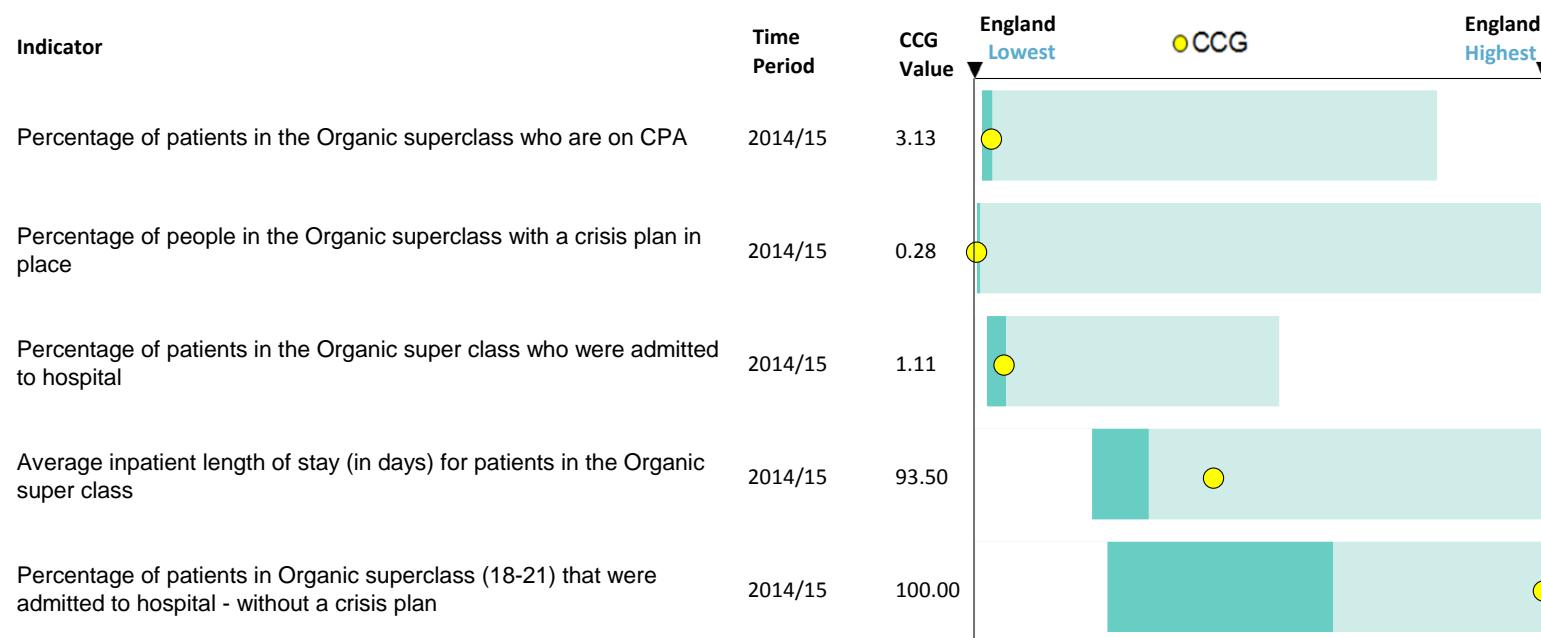 Indicator
Time
Period
CCG
Value
England
Lowest
CCG
England
Highest
Percentage of patients in the Organic superclass who are on CPA
2014/15
3.13
Percentage of people in the Organic superclass with a crisis plan in
place
2014/15
0.28
Percentage of patients in the Organic super class who were admitted
to hospital
2014/15
1.11
Average inpatient length of stay (in days) for patients in the Organic
super class
2014/15
93.50
Percentage of patients in Organic superclass (18-21) that were
admitted to hospital - without a crisis plan
2014/15
100.00